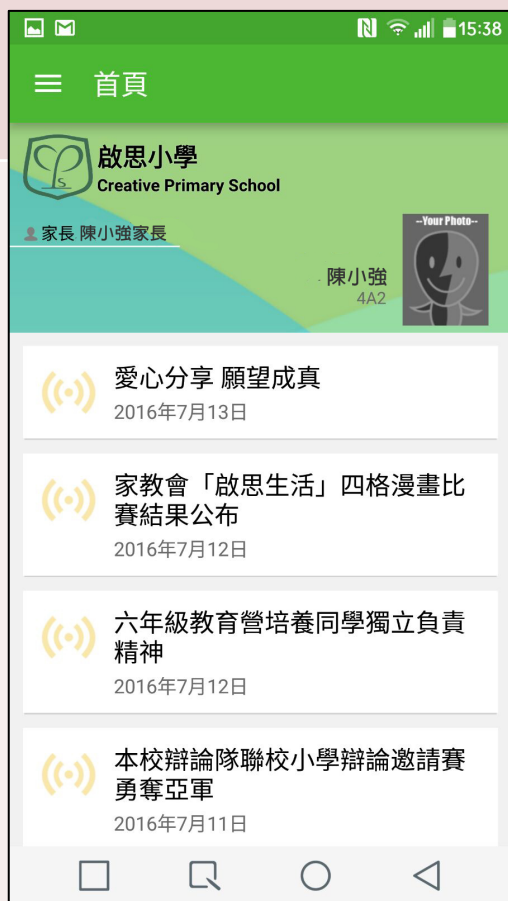 15:38
首頁
啟思小學
Creative Primary School
家長 陳小強家長
--Your Photo--
陳小強
4A2
愛心分享 願望成真
2016年7月13日
家教會「啟思生活」四格漫畫比
賽結果公布
2016年7月12日
六年級教育營培養同學獨立負責
精神
2016年7月12日
本校辯論隊聯校小學辯論邀請賽
勇奪亞軍
2016年7月11日